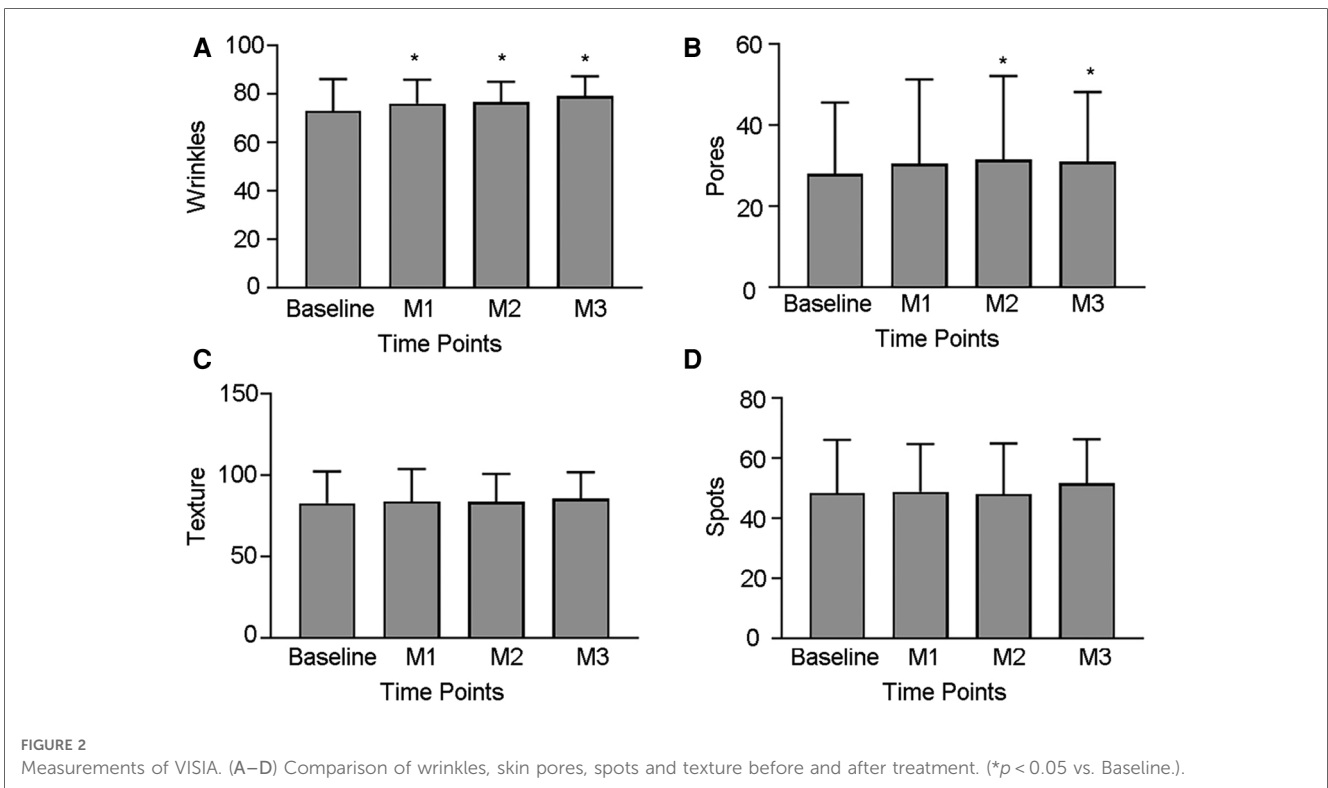 A
100
80
60
40
20
0
Wrinkles
* * *
Baseline M1 M2 M3
Time Points
B
60
40
20
0
Pores
* *
Baseline M1 M2 M3
Time Points
C
150
100
50
0
Texture
Baseline M1 M2 M3
Time Points
D
80
60
40
20
0
Spots
Baseline M1 M2 M3
Time Points
FIGURE 2
Measurements of VISIA. (A–D) Comparison of wrinkles, skin pores, spots and texture before and after treatment. (*p < 0.05 vs. Baseline.).